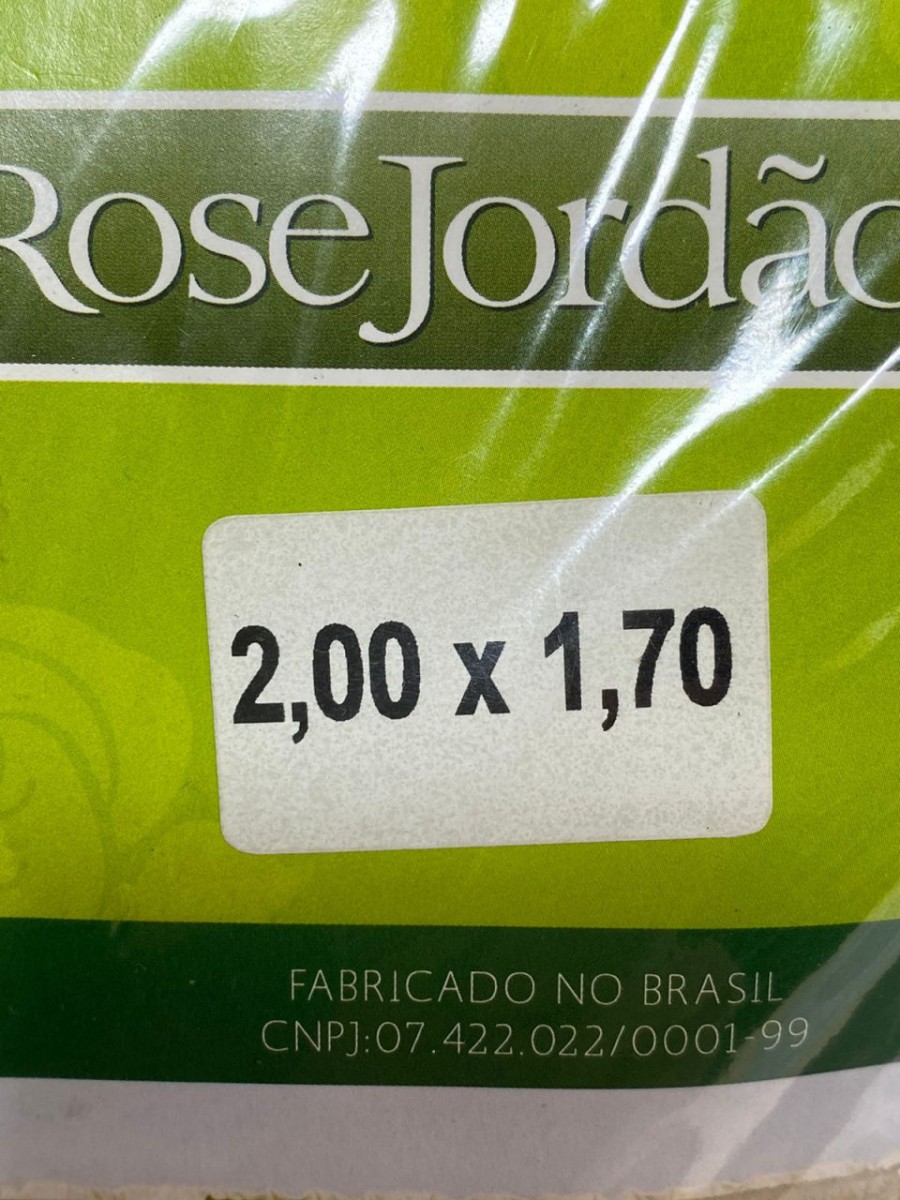 Rose Jordão
2,00 x 1,70
FABRICADO NO BRASIL
CNPJ:07.422.022/0001-99